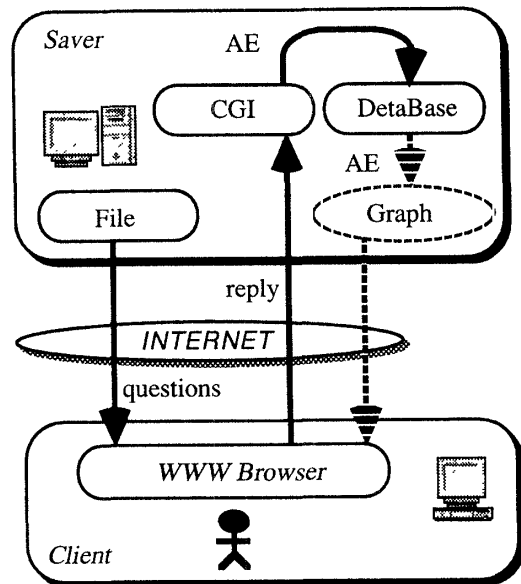 Saver
AE
CGI
DetaBase
AE
File
Graph
reply
INTERNET
questions
WWW Browser
Client